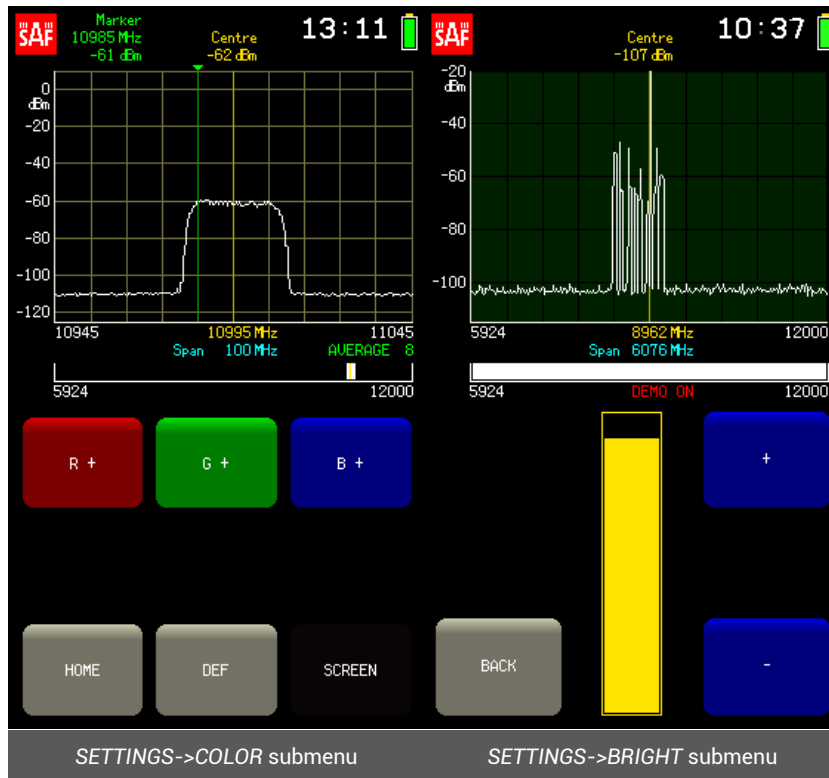 SAF
Marker
10985 MHz
-61 dBm
Centre
-62 dBm
13:11
0
dBm
-20
-40
-60
-80
-100
-120
10945
10995 MHz
11045
Span 100 MHz
AVERAGE 8
5924
12000
R +
G +
B +
HOME
DEF
SCREEN
SETTINGS->COLOR submenu
SAF
Centre
-107 dBm
10:37
-20
dBm
-40
-60
-80
-100
5924
8962 MHz
12000
Span 6076 MHz
5924
DEMO ON
12000
+
BACK
-
SETTINGS->BRIGHT submenu